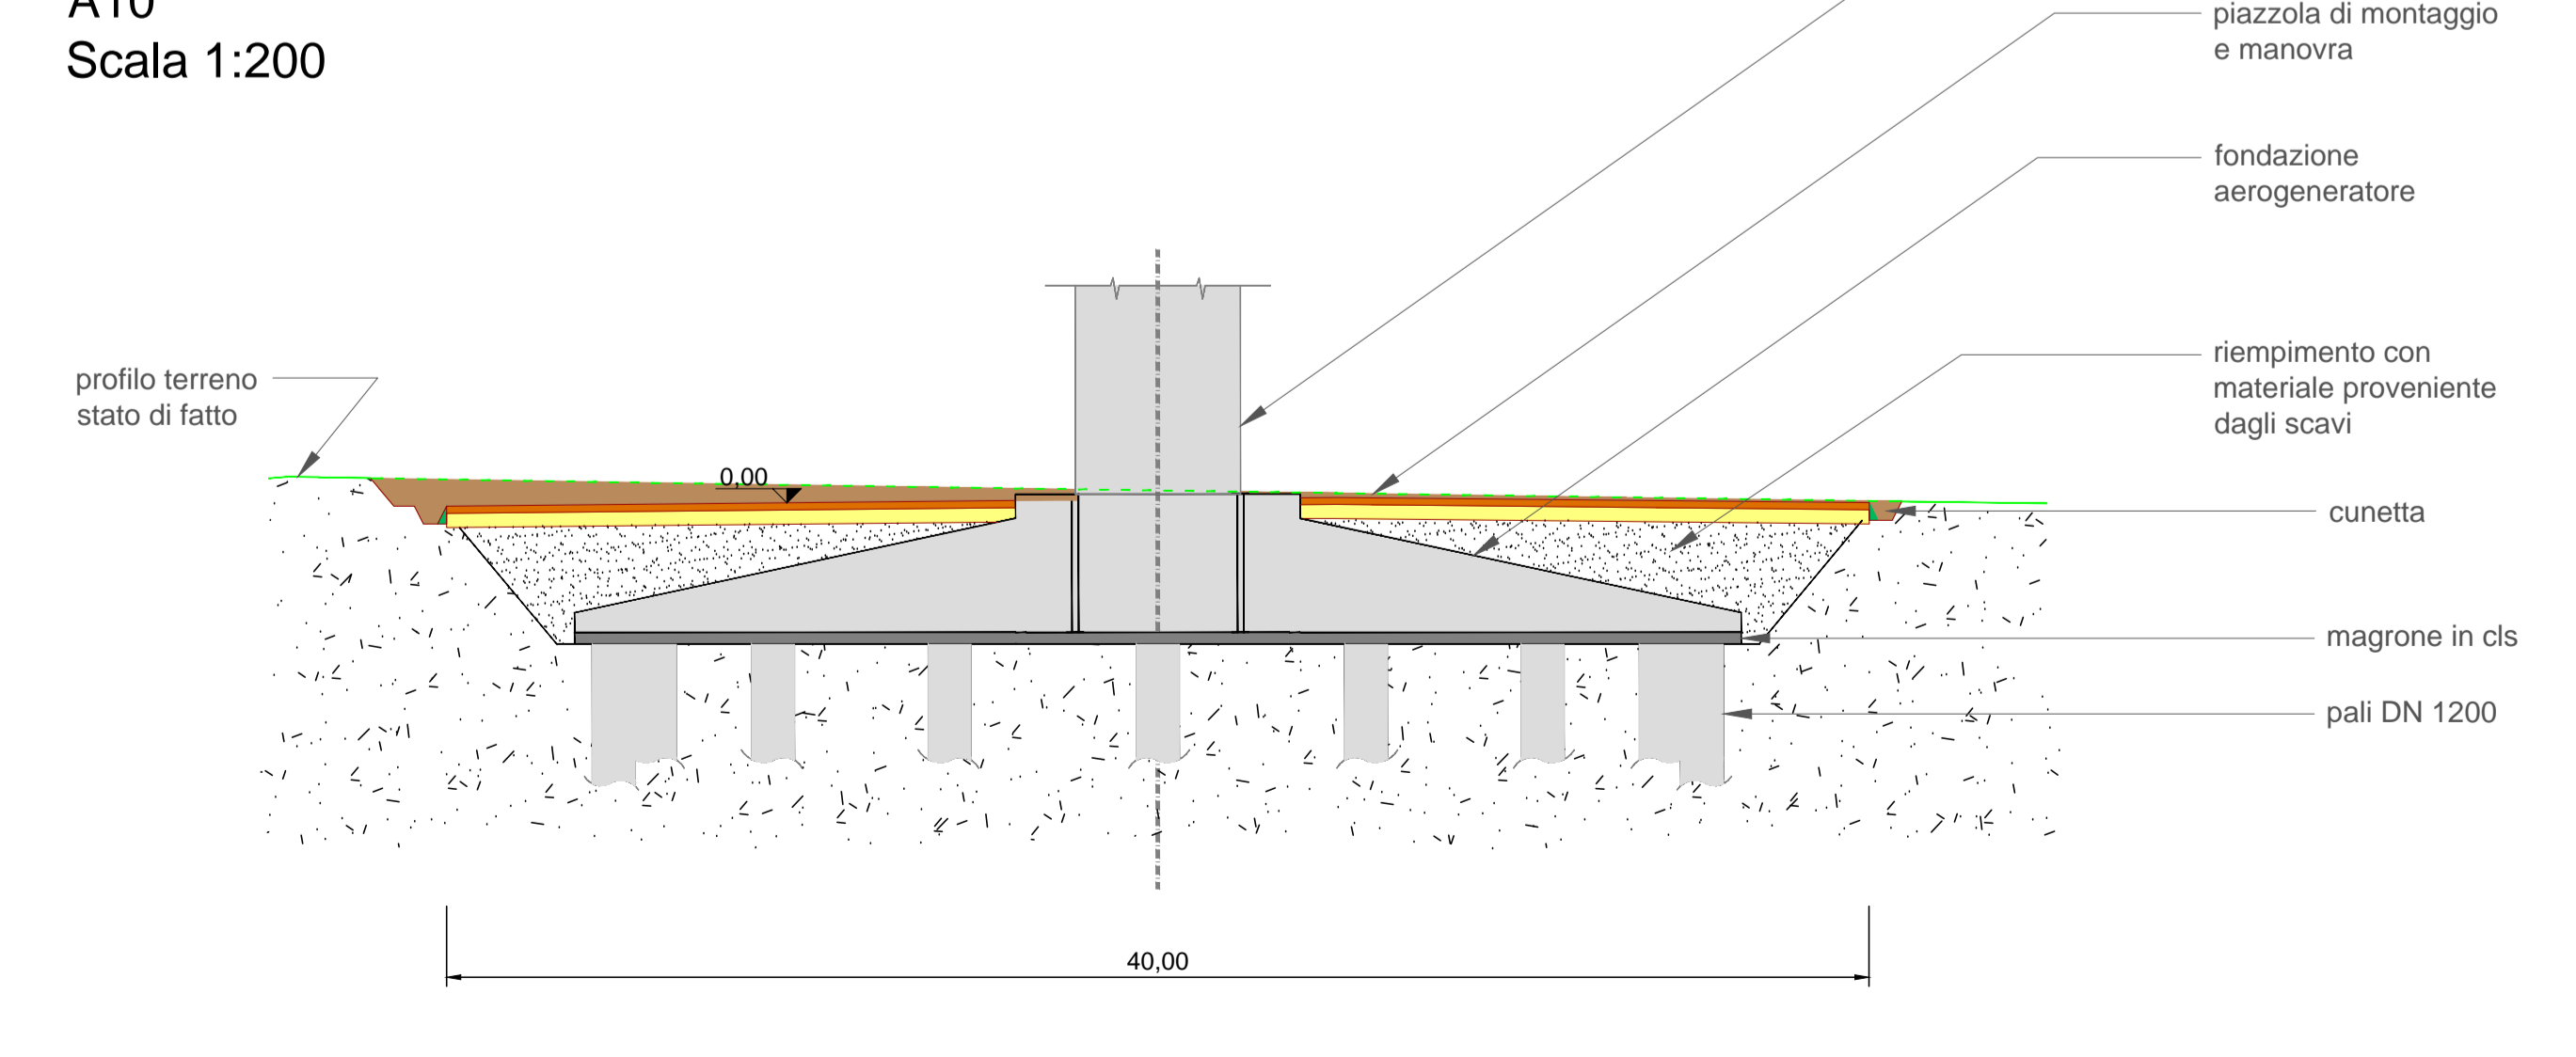 A10
Scala 1:200
piazzola di montaggio
e manovra
fondazione
aerogeneratore
riempimento con
materiale proveniente
dagli scavi
profilo terreno
stato di fatto
0,00
cunetta
magrone in cls
pali DN 1200
40,00